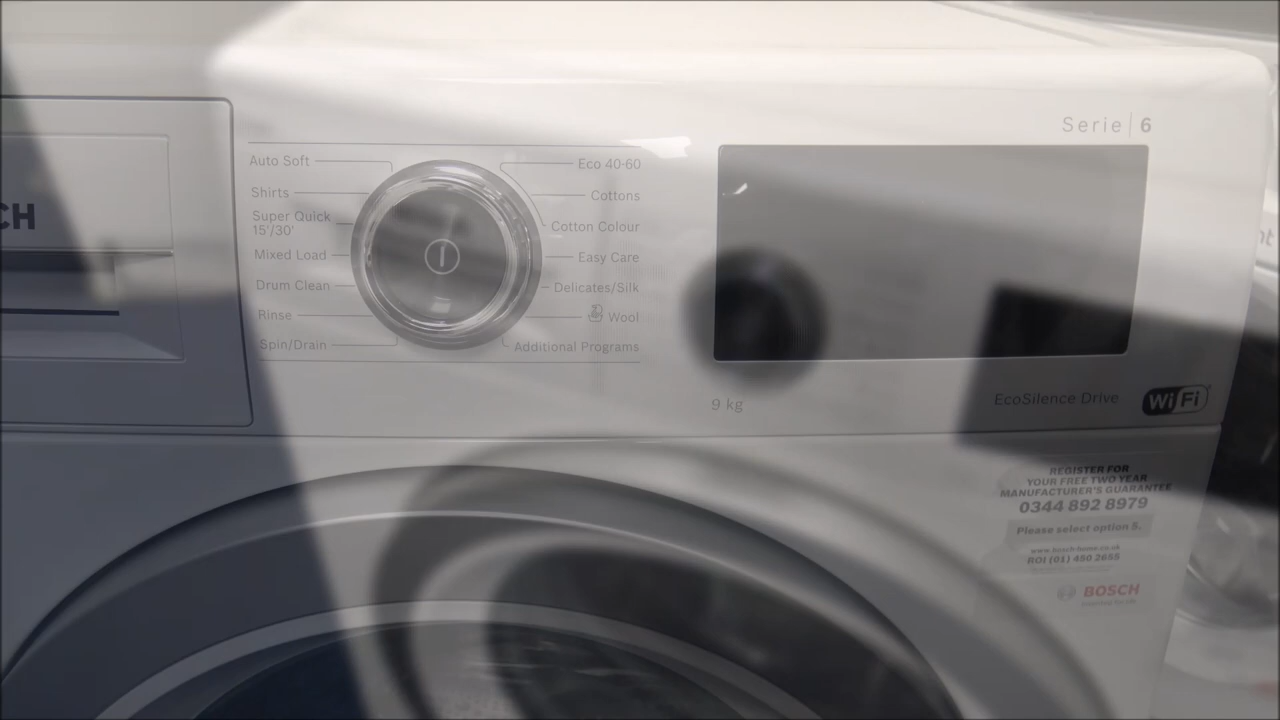 Serie | 6
CH
Auto Soft
Shirts
Super Quick
15'/30'
Mixed Load
Drum Clean
Rinse
Spin/Drain
Eco 40-60
Cottons
Cotton Colour
Easy Care
Delicates/Silk
Wool
Additional Programs
9 kg
EcoSilence Drive
WiFi
REGISTER FOR
YOUR FREE TWO YEAR
MANUFACTURER'S GUARANTEE
0344 892 8979
Please select option 5.
www.bosch-home.co.uk
ROI (01) 450 2655
BOSCH